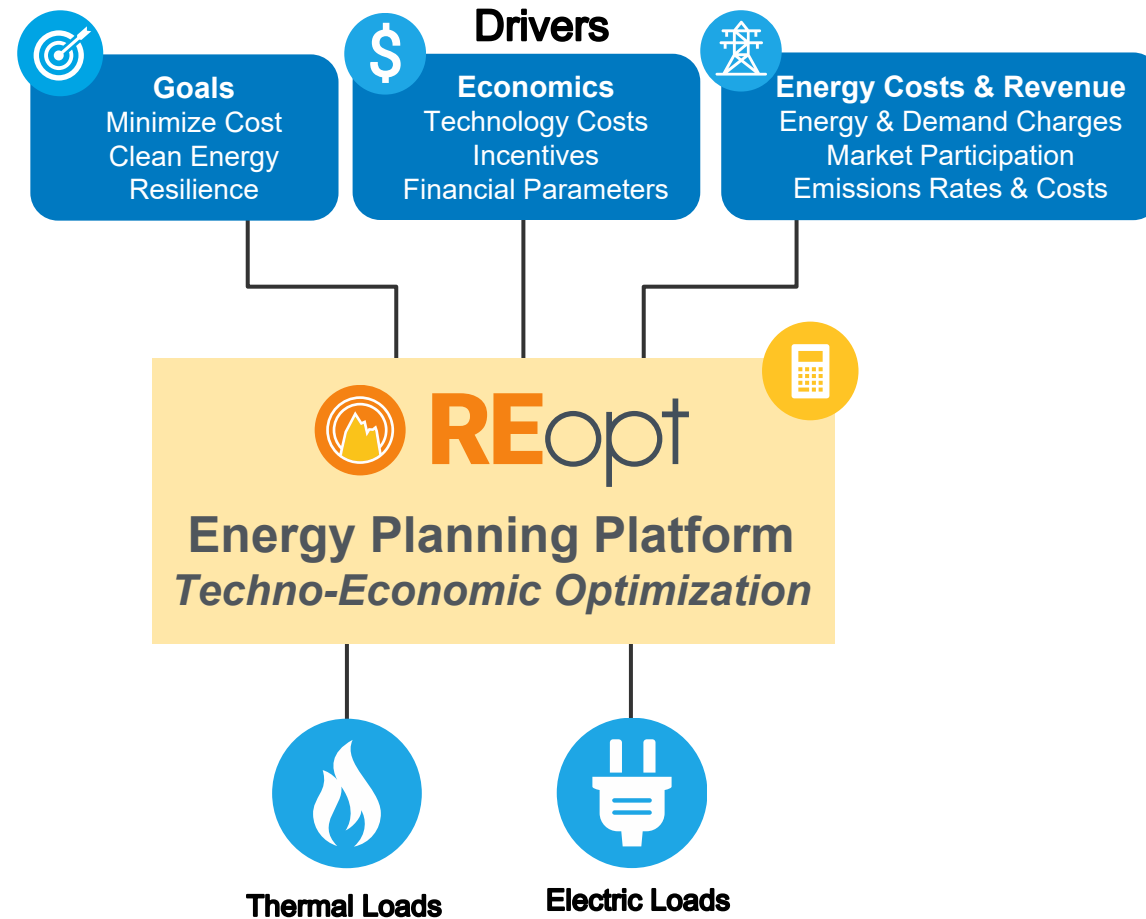 Drivers
Goals
Minimize Cost
Clean Energy
Resilience
$
Economics
Technology Costs
Incentives
Financial Parameters
Energy Costs & Revenue
Energy & Demand Charges
Market Participation
Emissions Rates & Costs
REopt
Energy Planning Platform
Techno-Economic Optimization
Thermal Loads
Electric Loads